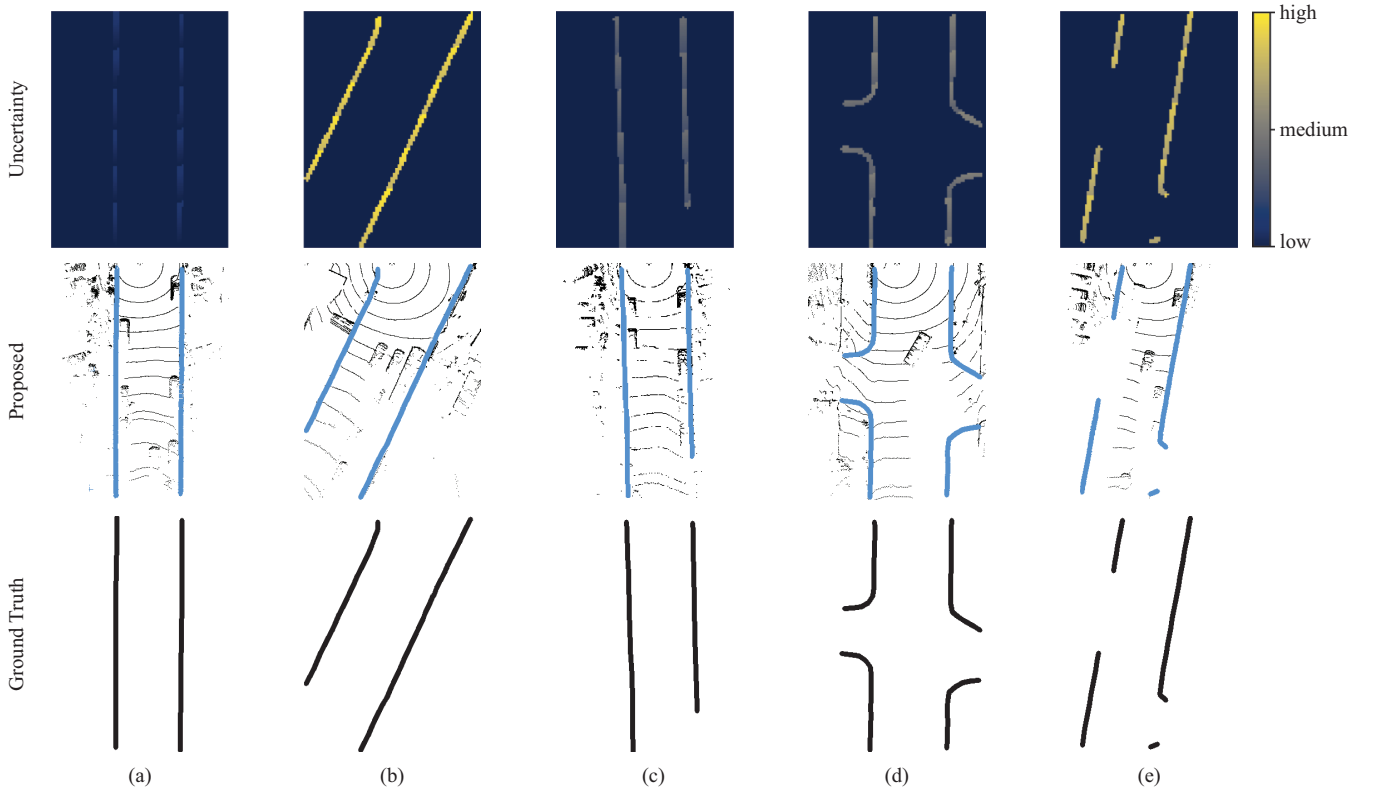 high
Uncertainty
medium
low
Proposed
Ground Truth
(a)
(b)
(c)
(d)
(e)